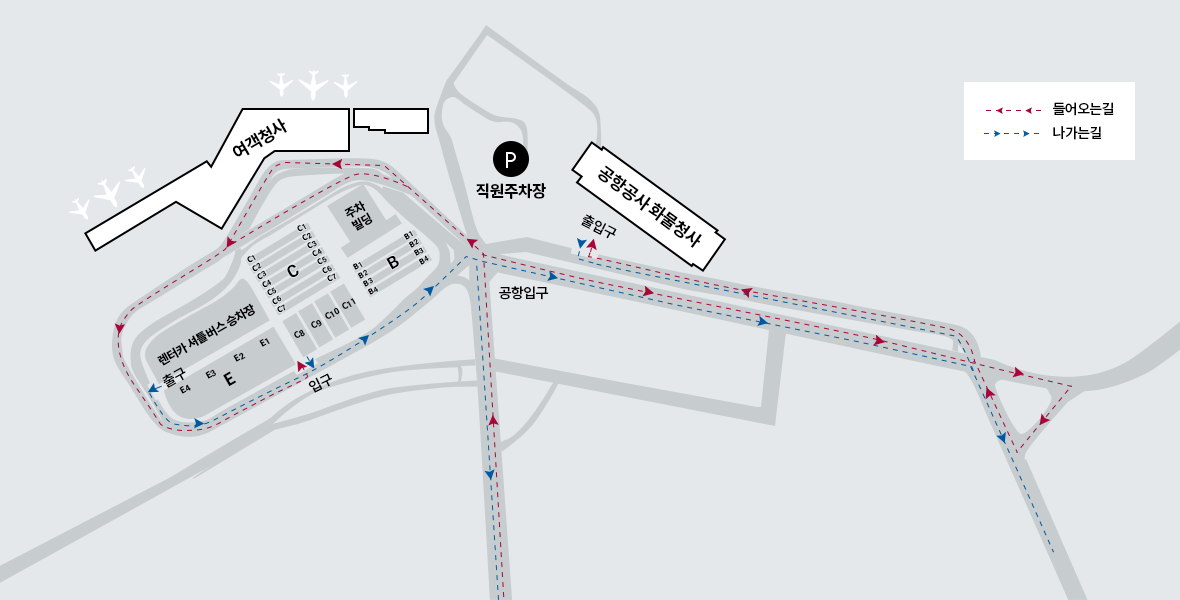 들어오는길
나가는길
여객청사
P
직원주차장
공항공사 화물청사
출입구
공항입구
주차
빌딩
C1
C2
C3
C4
C5
C6
C7
C
C1
C2
C3
C4
C5
C6
C7
B1
B2
B3
B4
B
B1
B2
B3
B4
C8
C9
C10
C11
렌터카 셔틀버스 승차장
E1
E2
E3
E4
E
출구
입구